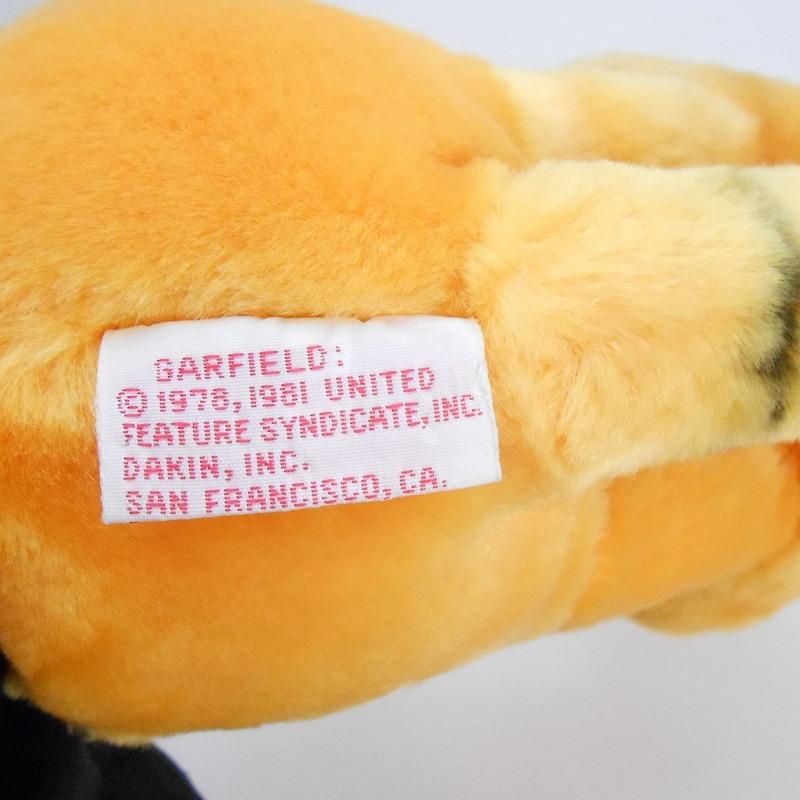 GARFIELD:
© 1978, 1981 UNITED
FEATURE SYNDICATE, INC.
DAKIN, INC.
SAN FRANCISCO, CA.